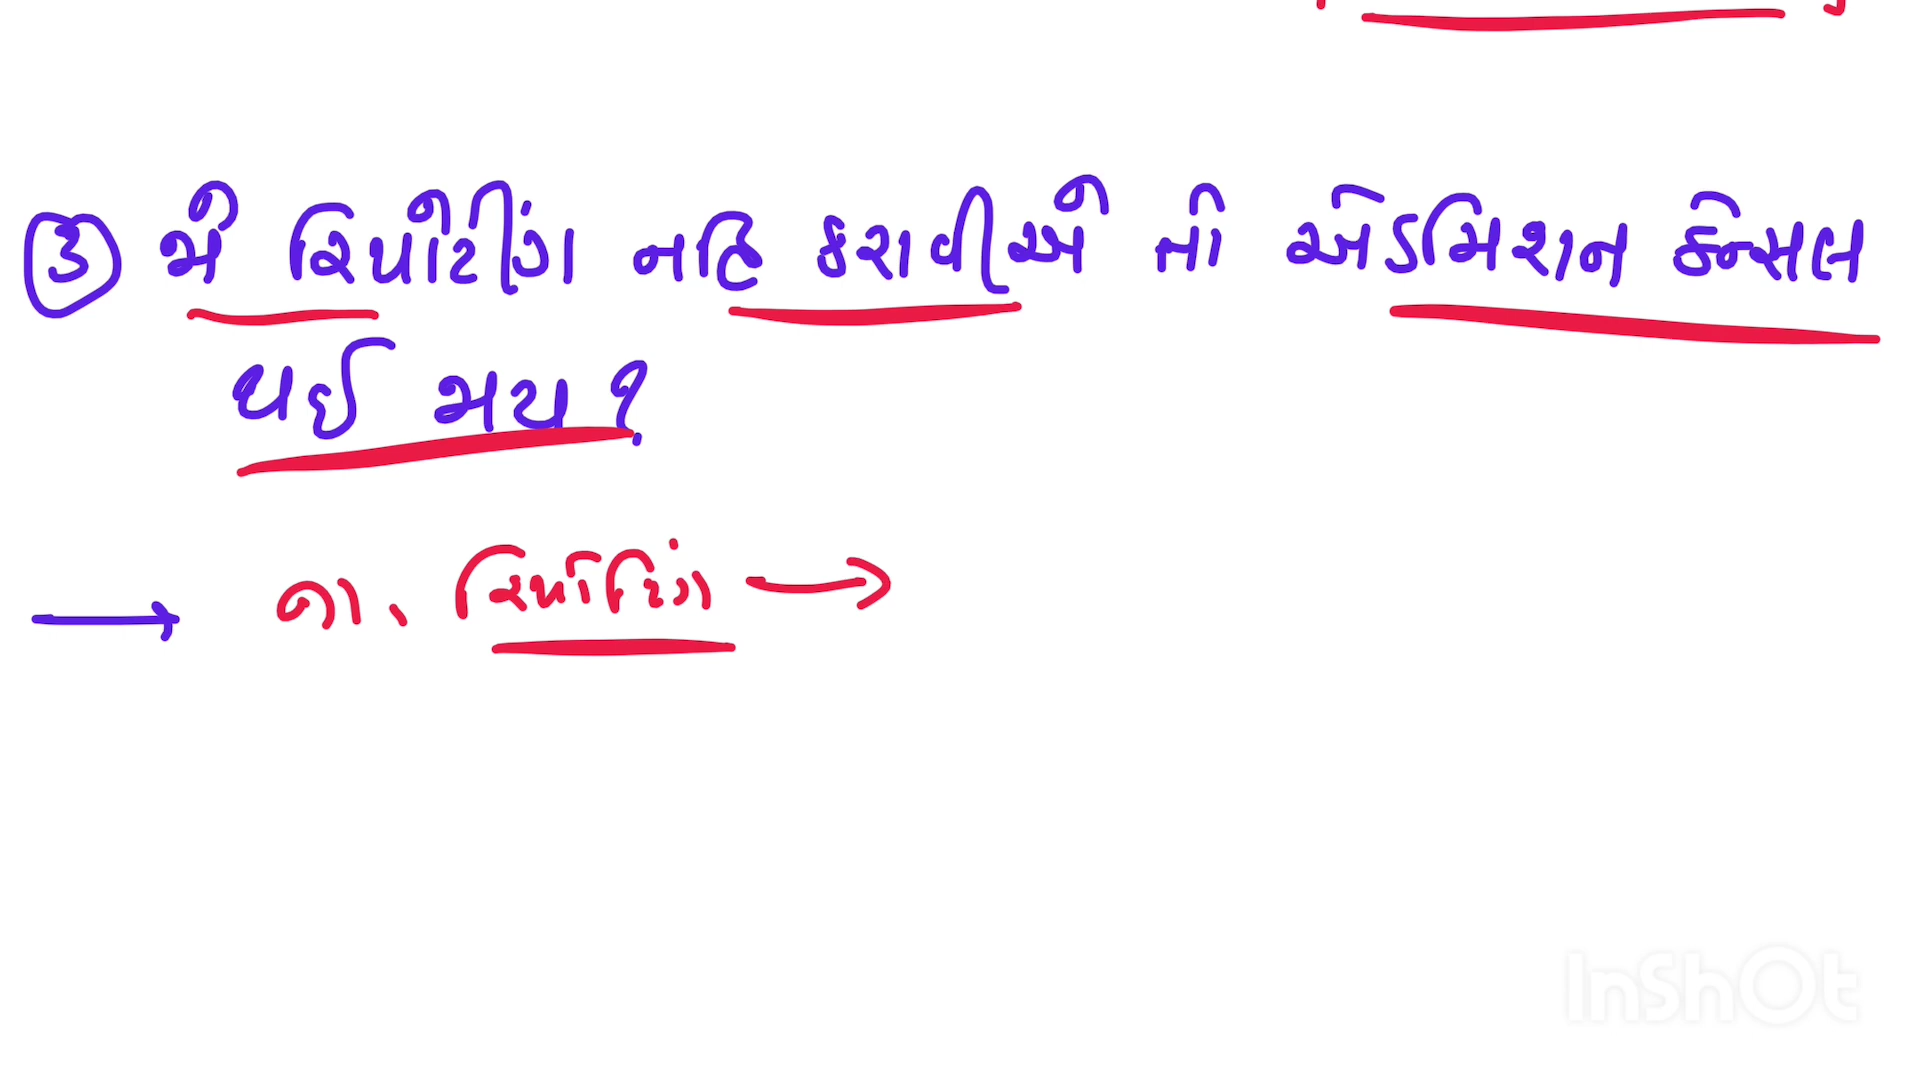 ③ જો રિપોર્ટીંગ નહિ કરાવીએ તો એડમિશન કેન્સલ
થઈ જાય?
→ ના, રિપોર્ટિંગ →
InShOt